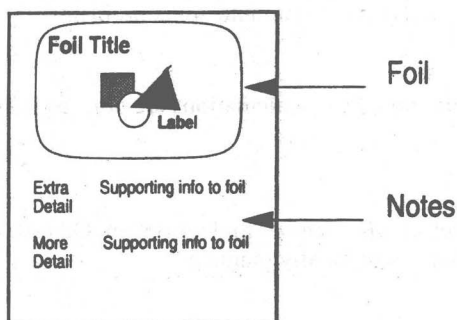 Foil Title
Label
Foil
Extra Supporting info to foil
Detail
Notes
More Supporting info to foil
Detail